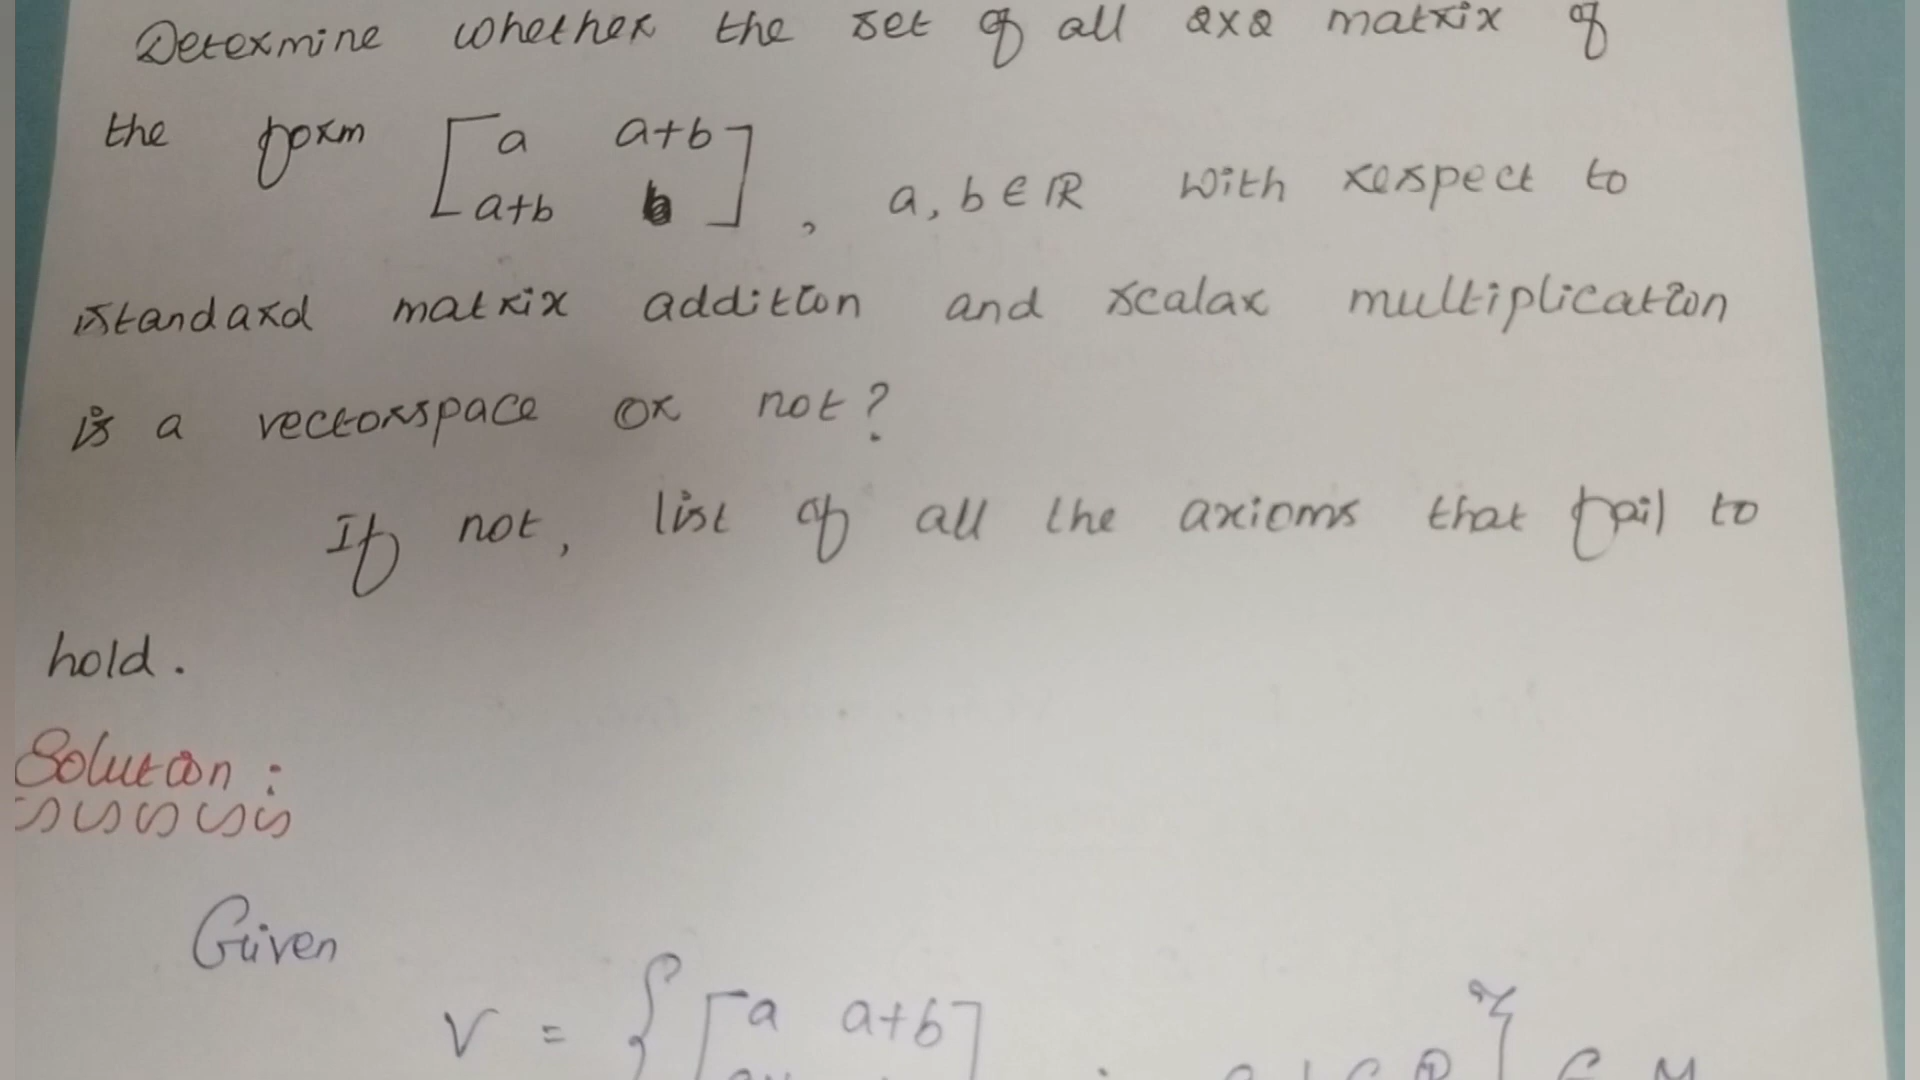 Determine whether the set of all 2x2 matrix of
the form [a a+b
a+b b], a, b ∈ ℝ with respect to
standard matrix addition and scalar multiplication
is a vectorspace or not?
If not, list of all the axioms that fail to
hold.
Solution:
Given
V = { [a a+b]